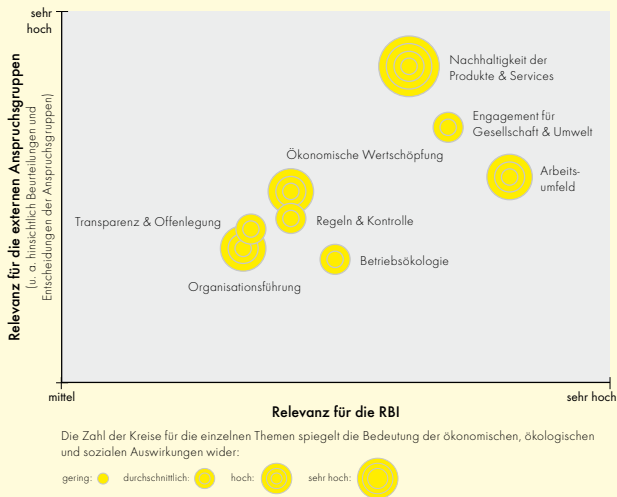 sehr
hoch
Relevanz für die externen Anspruchsgruppen
(u. a. hinsichtlich Beurteilungen und
Entscheidungen der Anspruchsgruppen)
Nachhaltigkeit der
Produkte & Services
Engagement für
Gesellschaft & Umwelt
Ökonomische Wertschöpfung
Arbeits-
umfeld
Transparenz & Offenlegung
Regeln & Kontrolle
Betriebsökologie
Organisationsführung
mittel
sehr hoch
Relevanz für die RBI
Die Zahl der Kreise für die einzelnen Themen spiegelt die Bedeutung der ökonomischen, ökologischen
und sozialen Auswirkungen wider:
gering: durchschnittlich: hoch: sehr hoch: